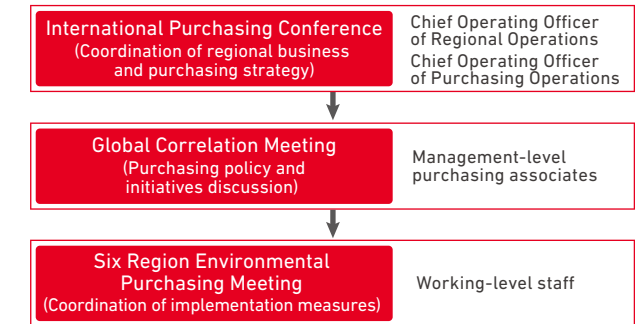 International Purchasing Conference
(Coordination of regional business
and purchasing strategy)
Chief Operating Officer
of Regional Operations
Chief Operating Officer
of Purchasing Operations
Global Correlation Meeting
(Purchasing policy and
initiatives discussion)
Management-level
purchasing associates
Six Region Environmental
Purchasing Meeting
(Coordination of implementation measures)
Working-level staff